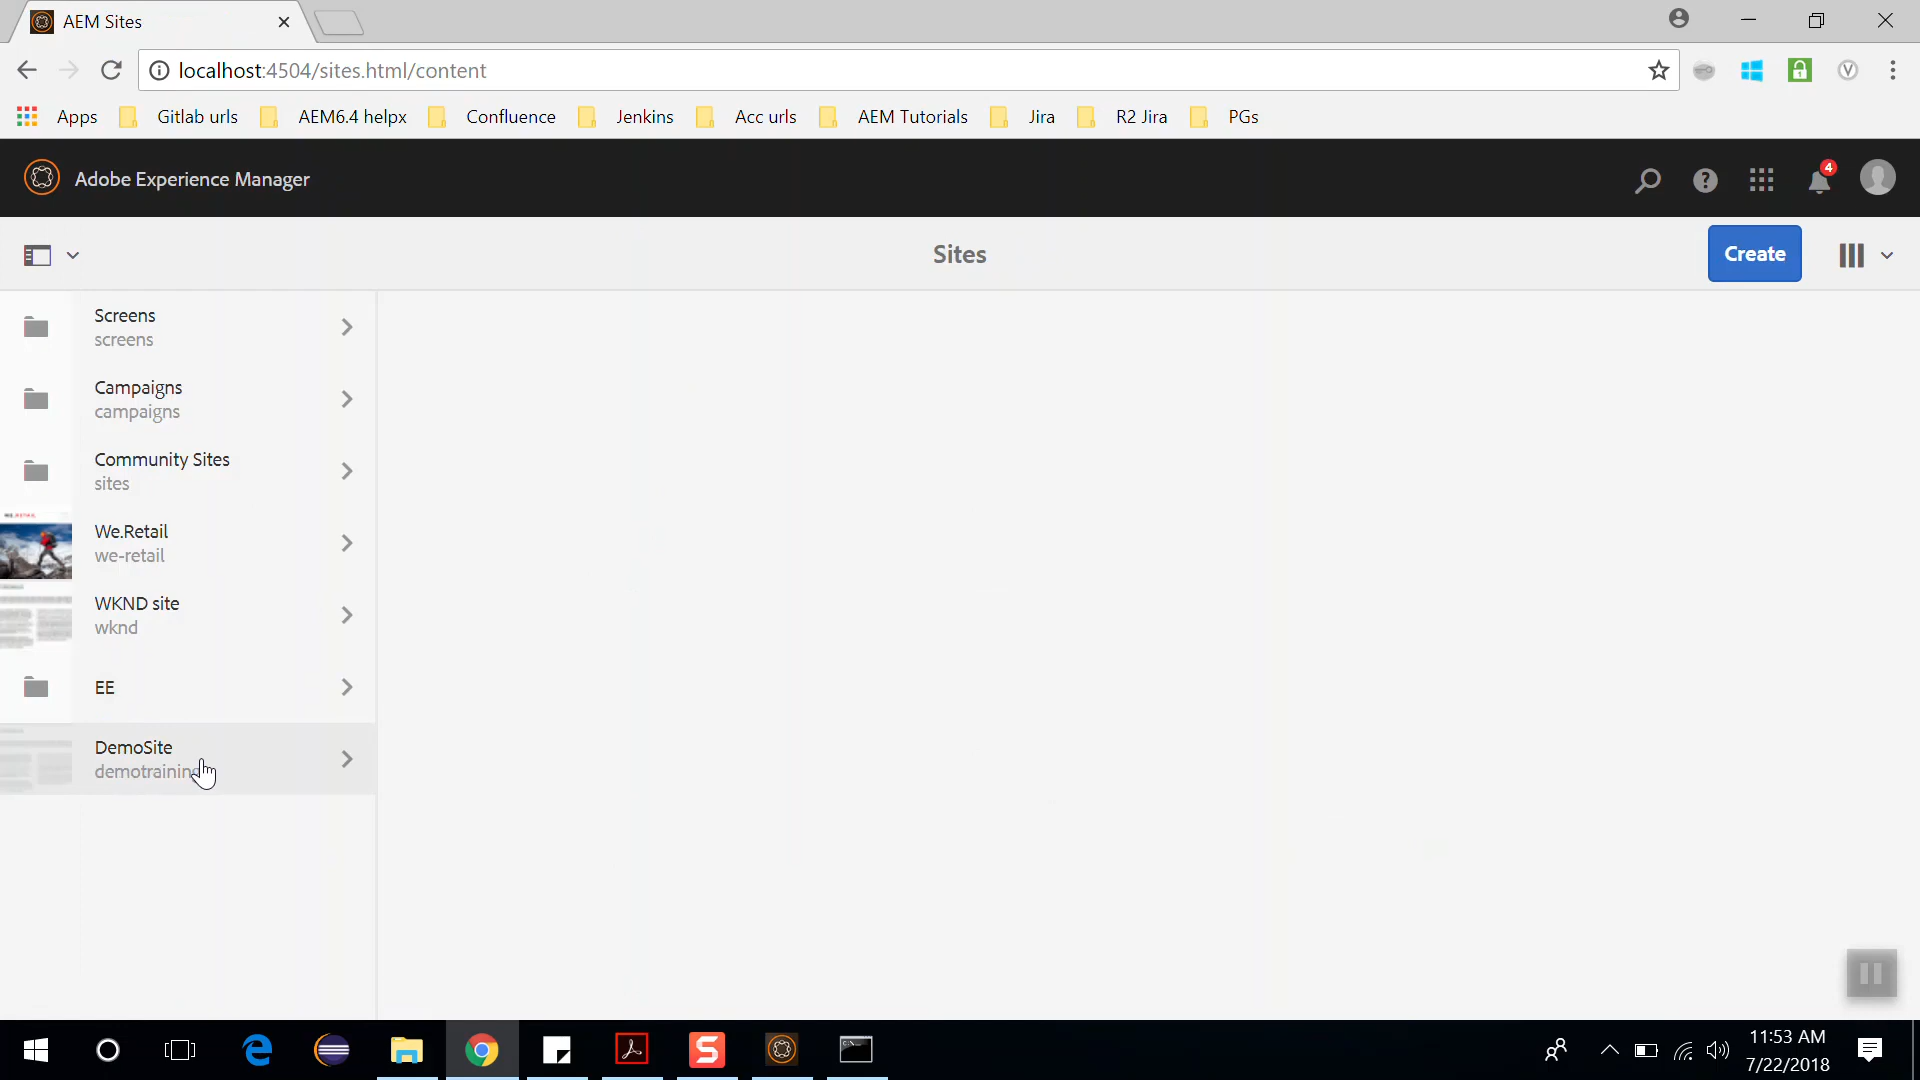 AEM Sites
localhost:4504/sites.html/content
Apps
Gitlab urls
AEM6.4 helpx
Confluence
Jenkins
Acc urls
AEM Tutorials
Jira
R2 Jira
PGs
Adobe Experience Manager
4
Sites
Create
Screens
screens
Campaigns
campaigns
Community Sites
sites
We.Retail
we-retail
WKND site
wknd
EE
DemoSite
demotraining
11:53 AM
7/22/2018